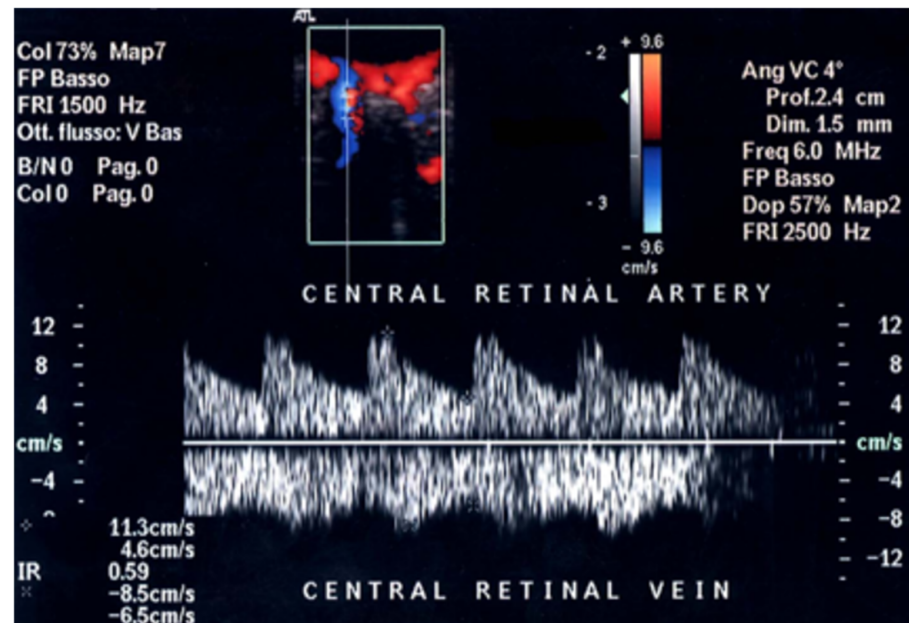 ATL
Col 73% Map7
FP Basso
FRI 1500 Hz
Ott. flusso: V Bas
B/N 0 Pag. 0
Col 0 Pag. 0
- 2
- 3
+ 9.6
- 9.6
cm/s
Ang VC 4°
Prof. 2.4 cm
Dim. 1.5 mm
Freq 6.0 MHz
FP Basso
Dop 57% Map2
FRI 2500 Hz
CENTRAL RETINAL ARTERY
12
8
4
cm/s
-4
12
8
4
cm/s
-4
-8
-12
11.3cm/s
4.6cm/s
IR 0.59
-8.5cm/s
-6.5cm/s
CENTRAL RETINAL VEIN